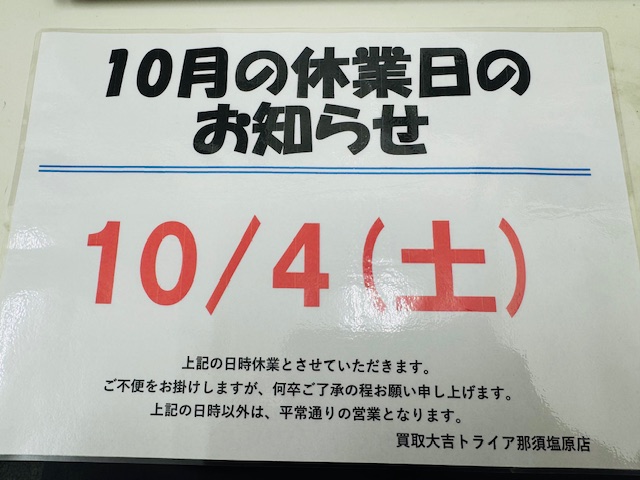 10月の休業日の
お知らせ
10/4(土)
上記の日時休業とさせていただきます。
ご不便をお掛けしますが、何卒ご了承の程お願い申し上げます。
上記の日時以外は、平常通りの営業となります。
買取大吉トライア那須塩原店